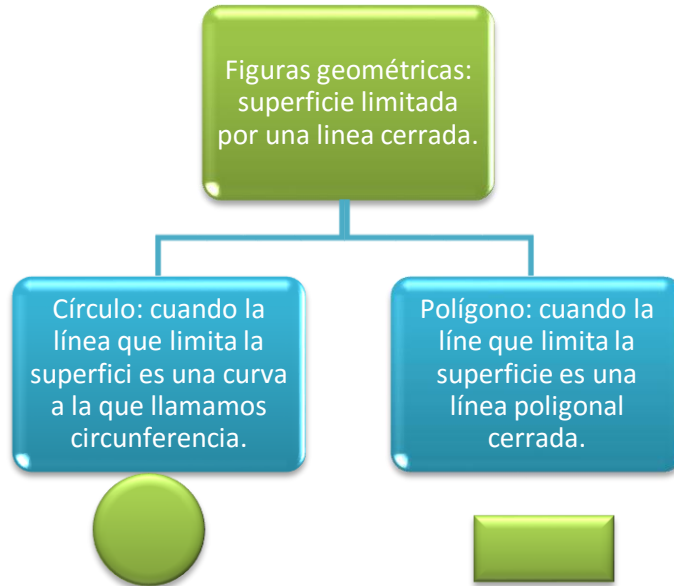 Figuras geométricas:
superficie limitada
por una linea cerrada.
Círculo: cuando la
línea que limita la
superfici es una curva
a la que llamamos
circunferencia.
Polígono: cuando la
líne que limita la
superficie es una
línea poligonal
cerrada.